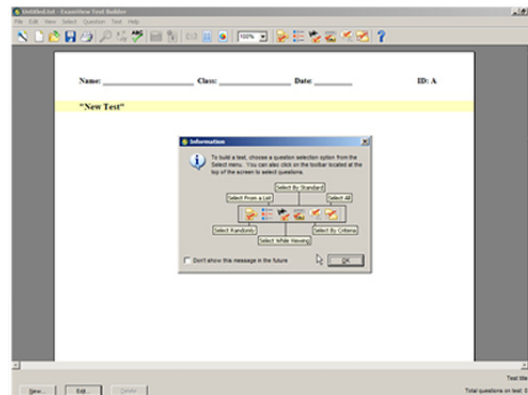 Untitled.tst - ExamView Test Builder
File Edit View Select Question Test Help
100%
Name: Class: Date: ID: A
"New Test"
Information
To build a test, choose a question selection option from the
Select menu. You can also click on the toolbar located at the
top of the screen to select questions.
Select By Standard
Select From a List Select All
Select Randomly Select By Criteria
Select While Viewing
Don't show this message in the future OK
Test title
New... Edit... Delete Total questions on test: 0